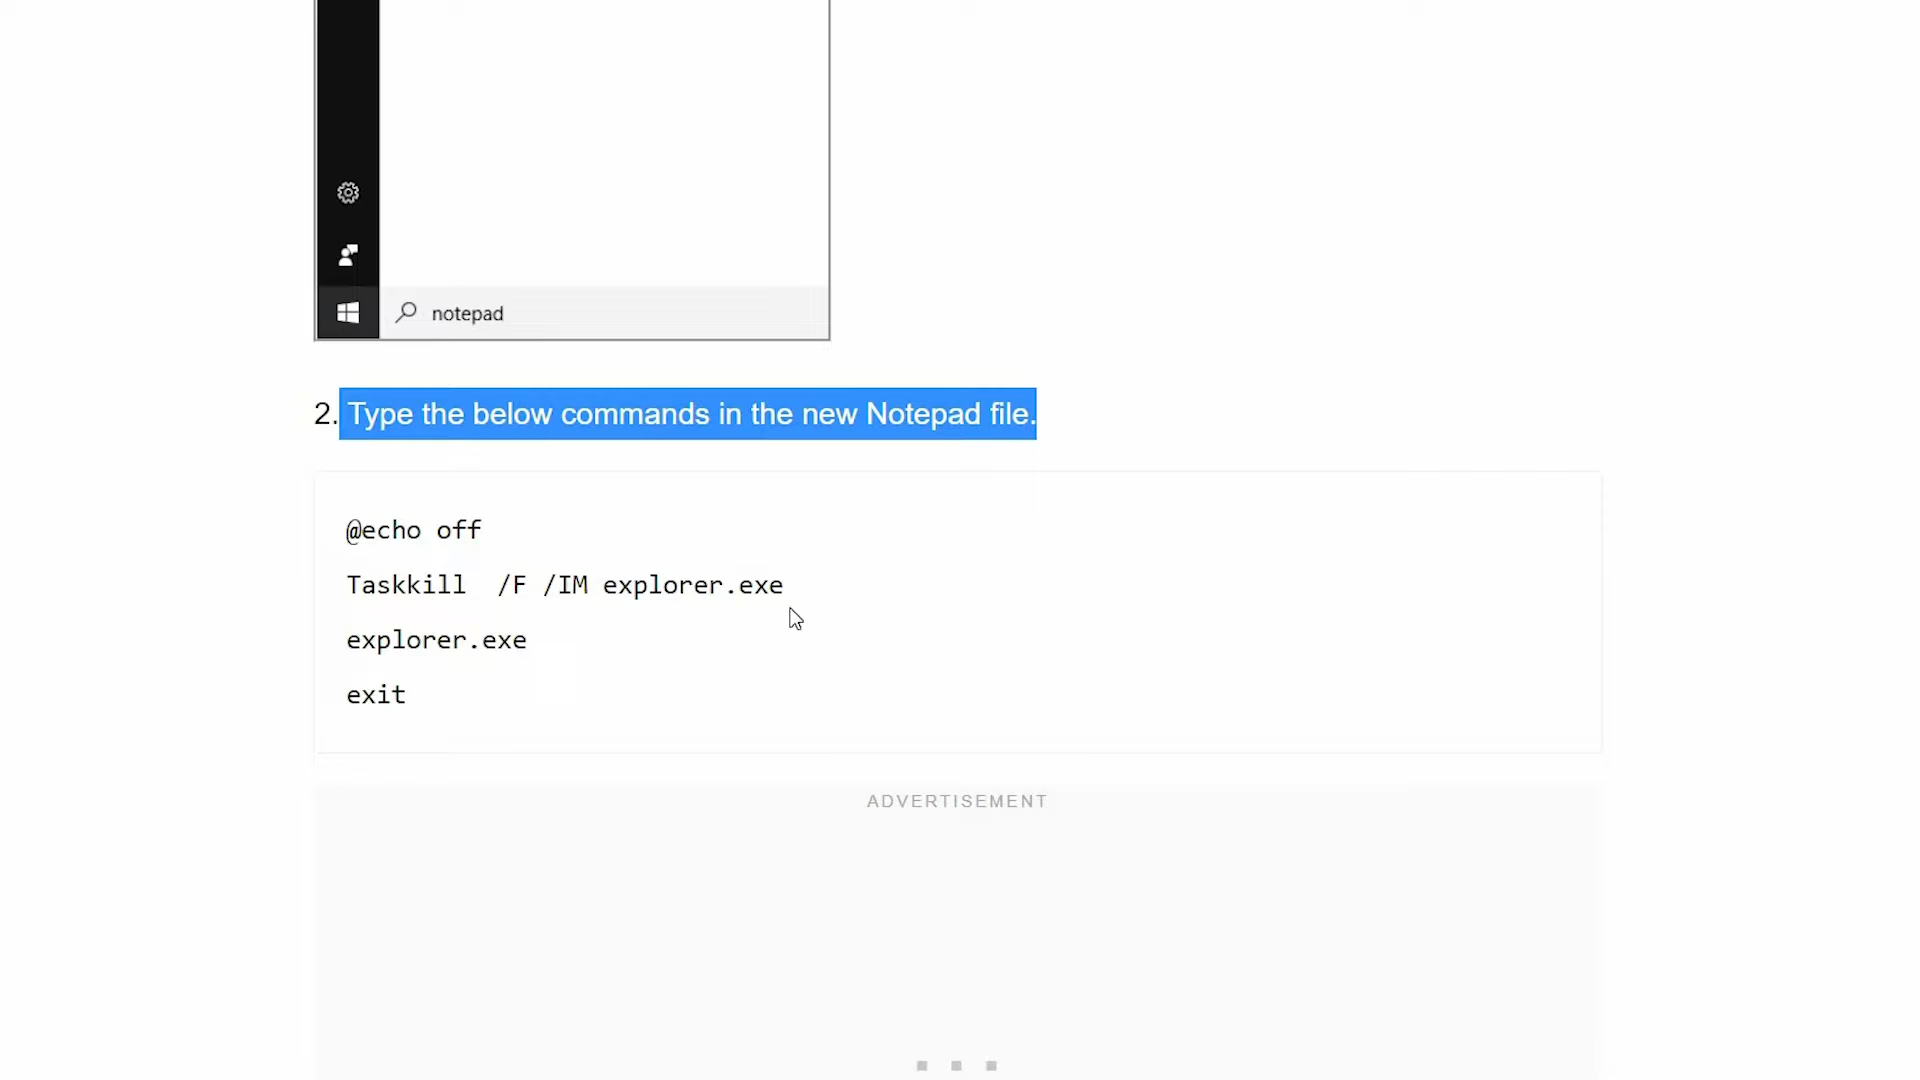 notepad
2. Type the below commands in the new Notepad file.
@echo off
Taskkill  /F /IM explorer.exe
explorer.exe
exit
ADVERTISEMENT